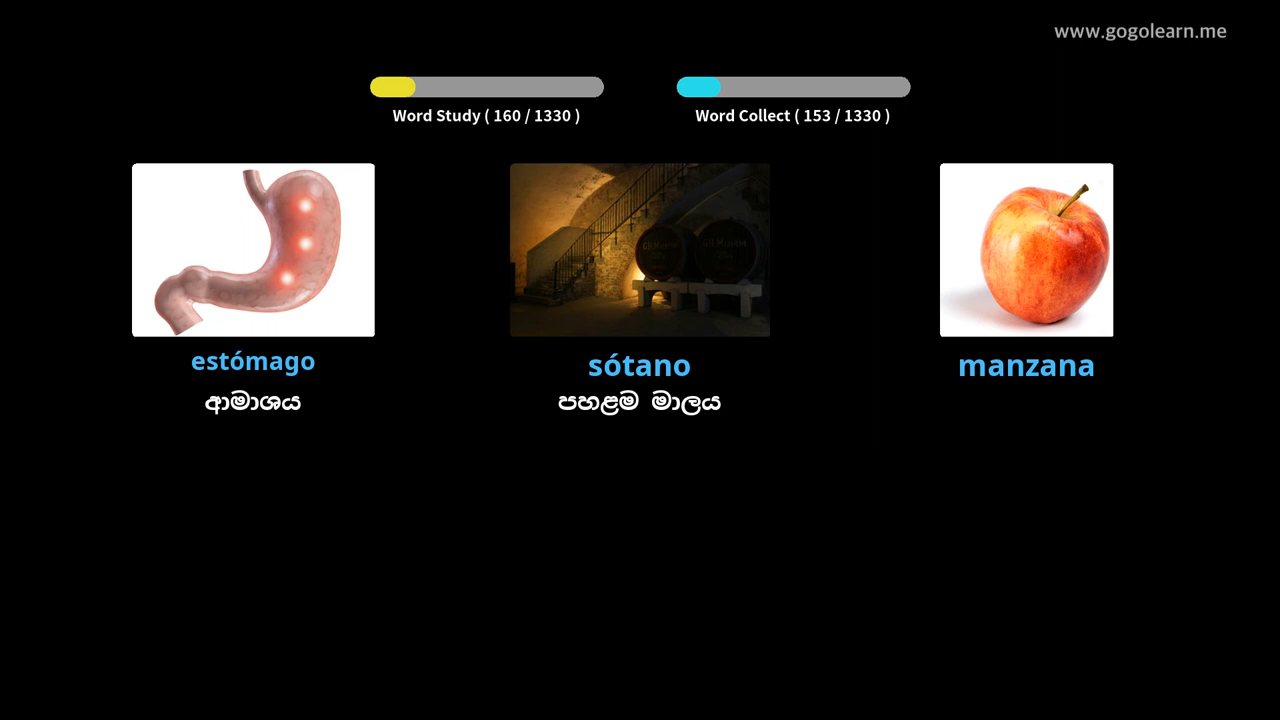 www.gogolearn.me
Word Study ( 160 / 1330 )
Word Collect ( 153 / 1330 )
estómago
sótano
manzana
ආමාශය
පහළම මාලය